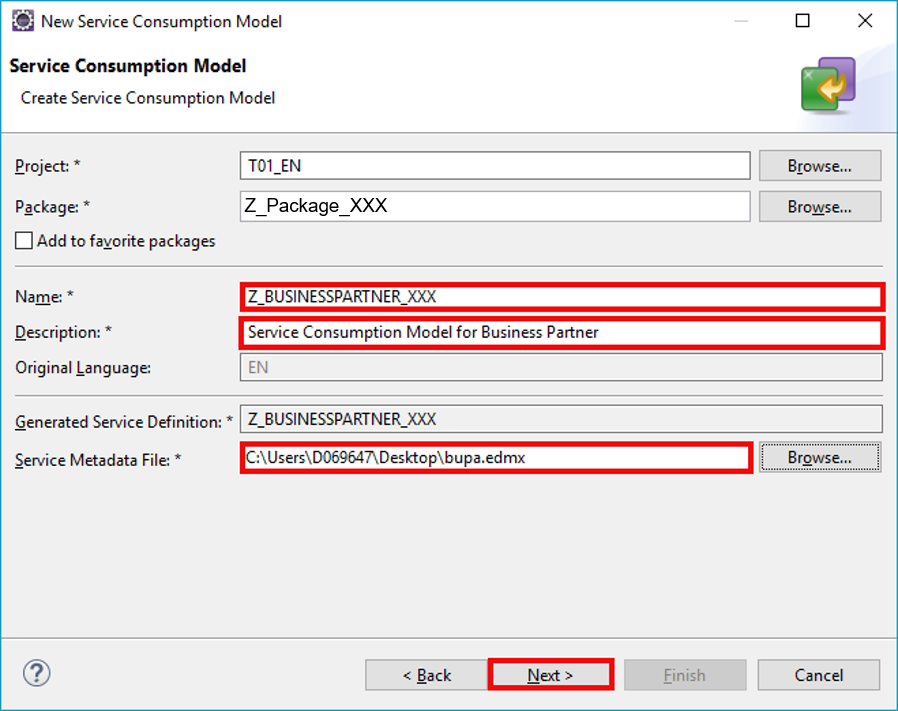 New Service Consumption Model
Service Consumption Model
Create Service Consumption Model
Project: * T01_EN Browse...
Package: * Z_Package_XXX Browse...
Add to favorite packages
Name: * Z_BUSINESSPARTNER_XXX
Description: * Service Consumption Model for Business Partner
Original Language: EN
Generated Service Definition: * Z_BUSINESSPARTNER_XXX
Service Metadata File: * C:\Users\D069647\Desktop\bupa.edmx Browse...
? < Back Next > Finish Cancel